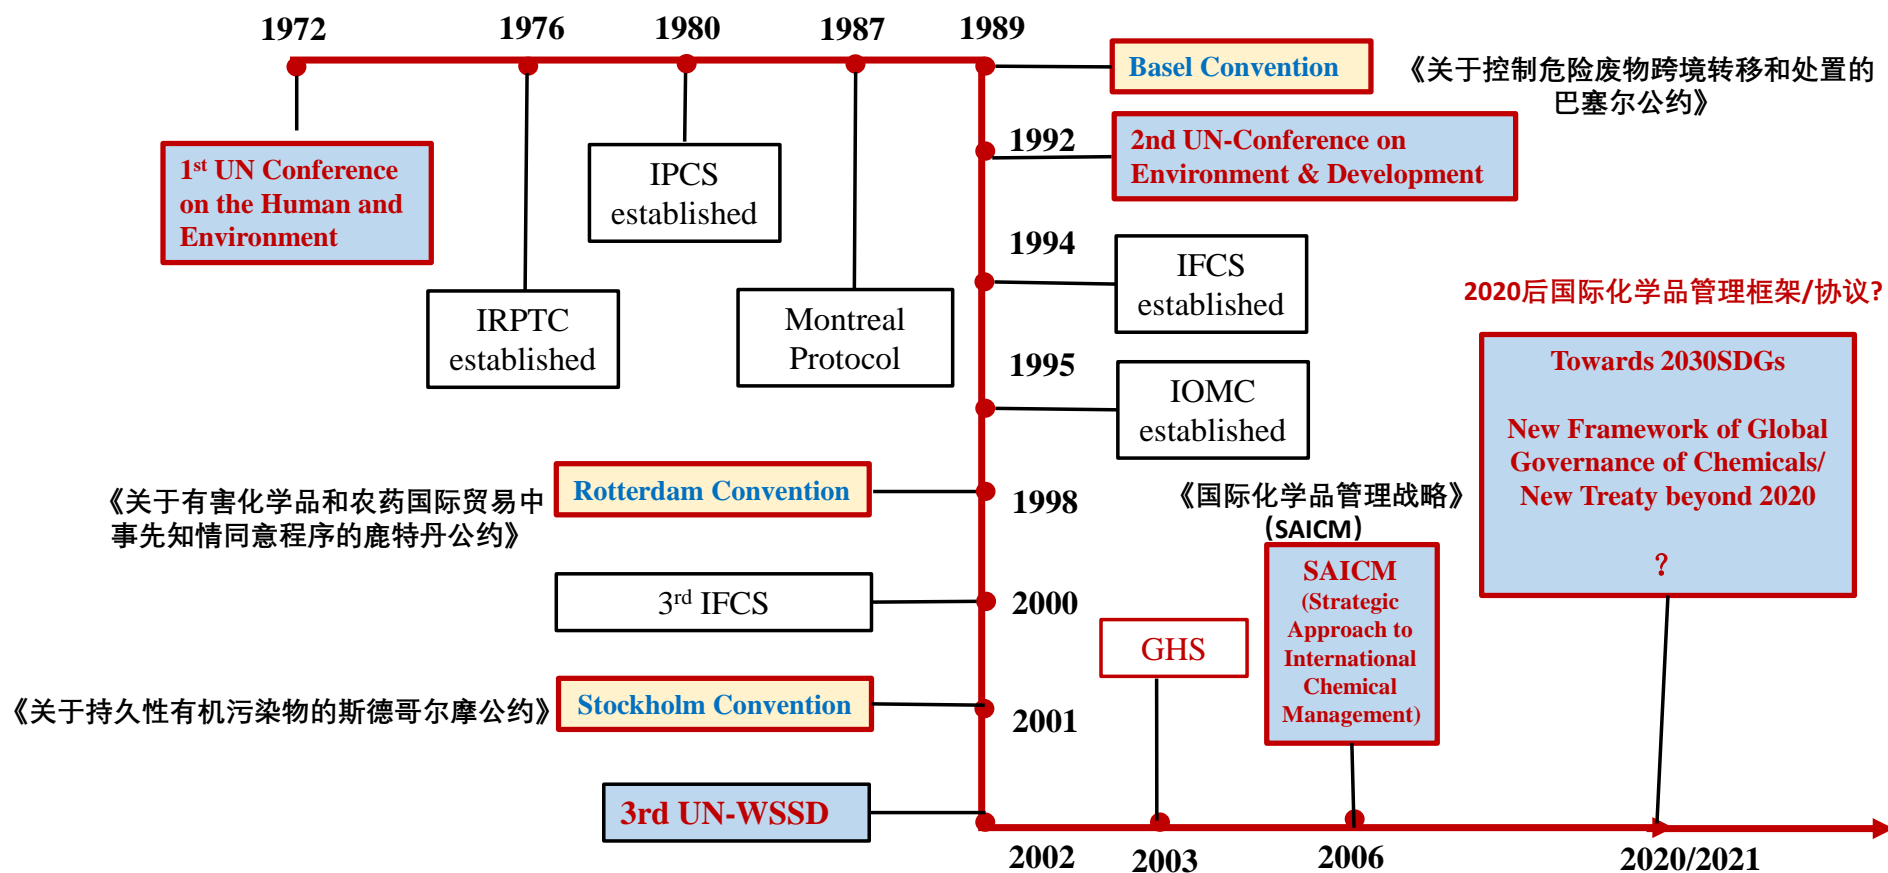 1972
1976
1980
1987
1989
Basel Convention
《关于控制危险废物跨境转移和处置的
巴塞尔公约》
1st UN Conference
on the Human and
Environment
IPCS
established
1992
2nd UN-Conference on
Environment & Development
IRPTC
established
Montreal
Protocol
1994
IFCS
established
1995
IOMC
established
2020后国际化学品管理框架/协议?
Towards 2030SDGs
New Framework of Global
Governance of Chemicals/
New Treaty beyond 2020
？
《关于有害化学品和农药国际贸易中
事先知情同意程序的鹿特丹公约》
Rotterdam Convention
1998
《国际化学品管理战略》
（SAICM）
SAICM
(Strategic
Approach to
International
Chemical
Management)
3rd IFCS
2000
GHS
《关于持久性有机污染物的斯德哥尔摩公约》
Stockholm Convention
2001
3rd UN-WSSD
2002
2003
2006
2020/2021